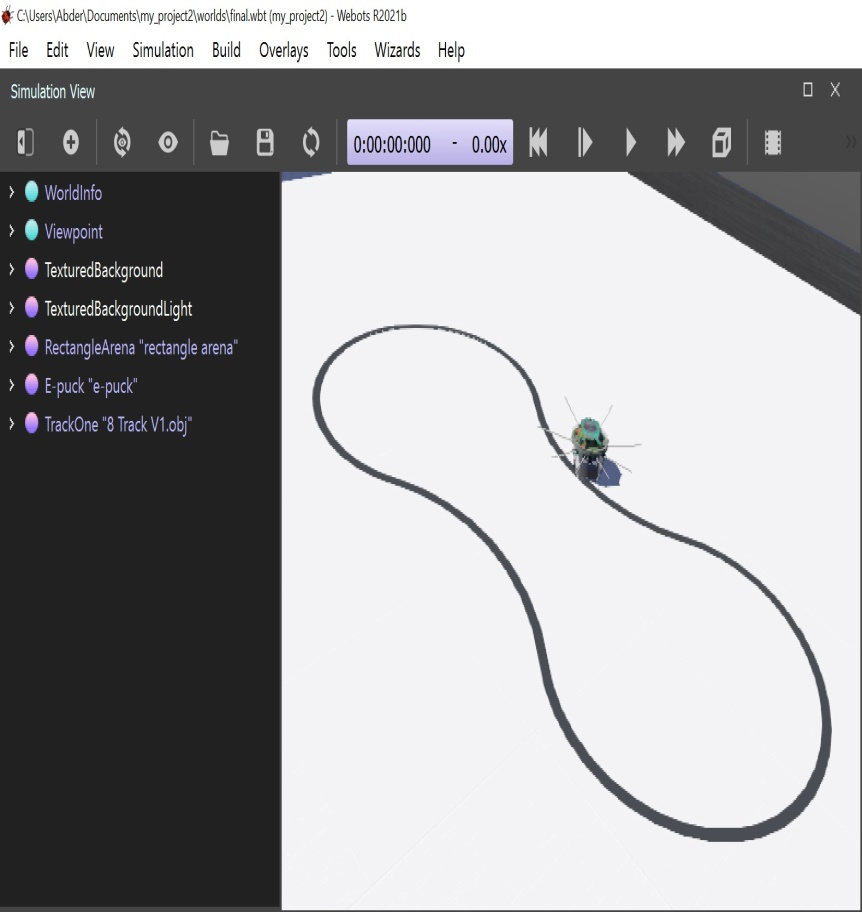 C:\Users\Abder\Documents\my_project2\worlds\final.wbt (my_project2) - Webots R2021b
File Edit View Simulation Build Overlays Tools Wizards Help
Simulation View
0:00:00:000 - 0.00x
WorldInfo
Viewpoint
TexturedBackground
TexturedBackgroundLight
RectangleArena "rectangle arena"
E-puck "e-puck"
TrackOne "8 Track V1.obj"